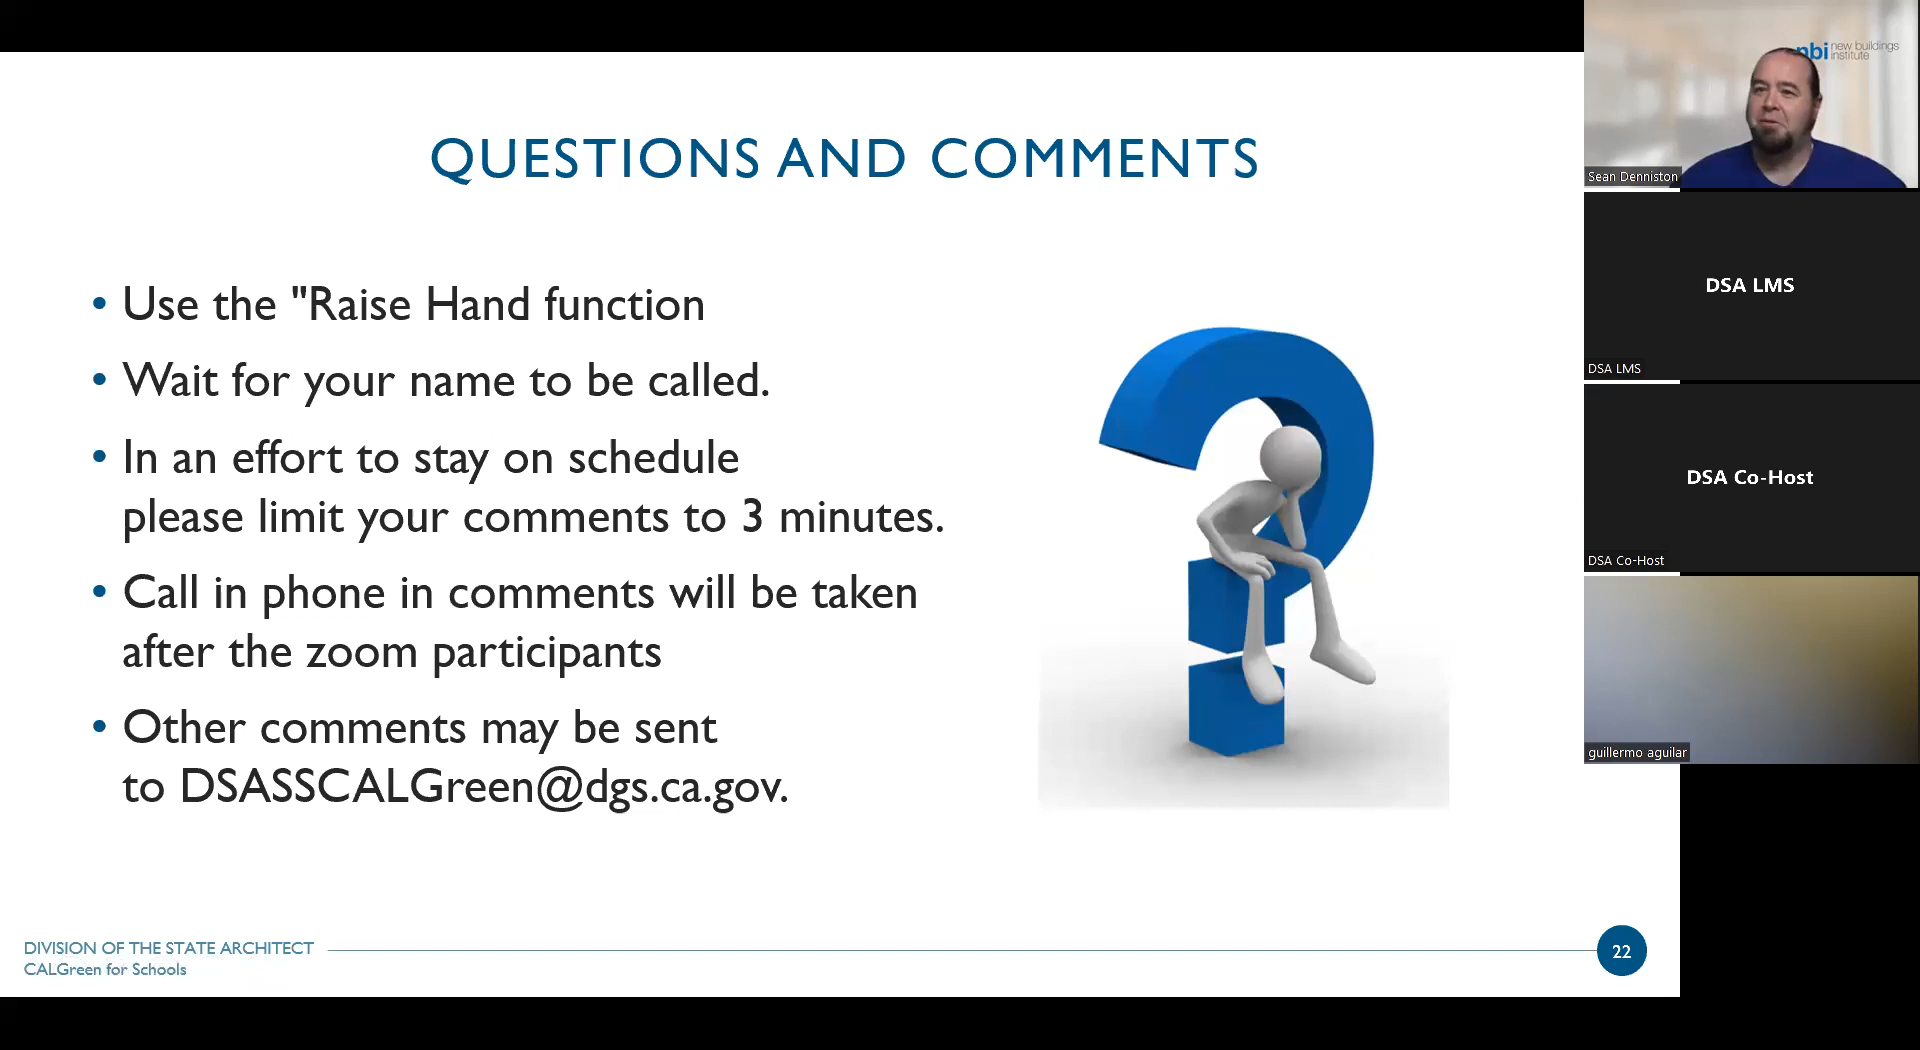 QUESTIONS AND COMMENTS
• Use the "Raise Hand function
• Wait for your name to be called.
• In an effort to stay on schedule
please limit your comments to 3 minutes.
• Call in phone in comments will be taken
after the zoom participants
• Other comments may be sent
to DSASSCALGreen@dgs.ca.gov.
DIVISION OF THE STATE ARCHITECT
CALGreen for Schools
22
nbi new buildings
institute
Sean Denniston
DSA LMS
DSA LMS
DSA Co-Host
DSA Co-Host
guillermo aguilar